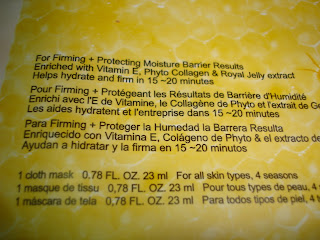 For Firming + Protecting Moisture Barrier Results
Enriched with Vitamin E, Phyto Collagen & Royal Jelly extract
Helps hydrate and firm in 15 ~20 minutes
Pour Firming + Protégeant les Résultats de Barrière d'Humidité
Enrichi avec l'E de Vitamine, le Collagène de Phyto et l'extrait de
Les aides hydratent et l'entreprise dans 15 ~20 minutes
Para Firming + Proteger la Humedad la Barrera Resulta
Enriquecido con Vitamina E, Colágeno de Phyto & el extracto de
Ayudan a hidratar y la firma en 15 ~20 minutos
1 cloth mask 0.78 FL. OZ. 23 ml For all skin types, 4 seasons
1 masque de tissu 0,78 FL. OZ. 23 ml Pour tous types de peau, 4
1 máscara de tela 0,78 FL. OZ. 23 ml Para todos tipos de piel, 4